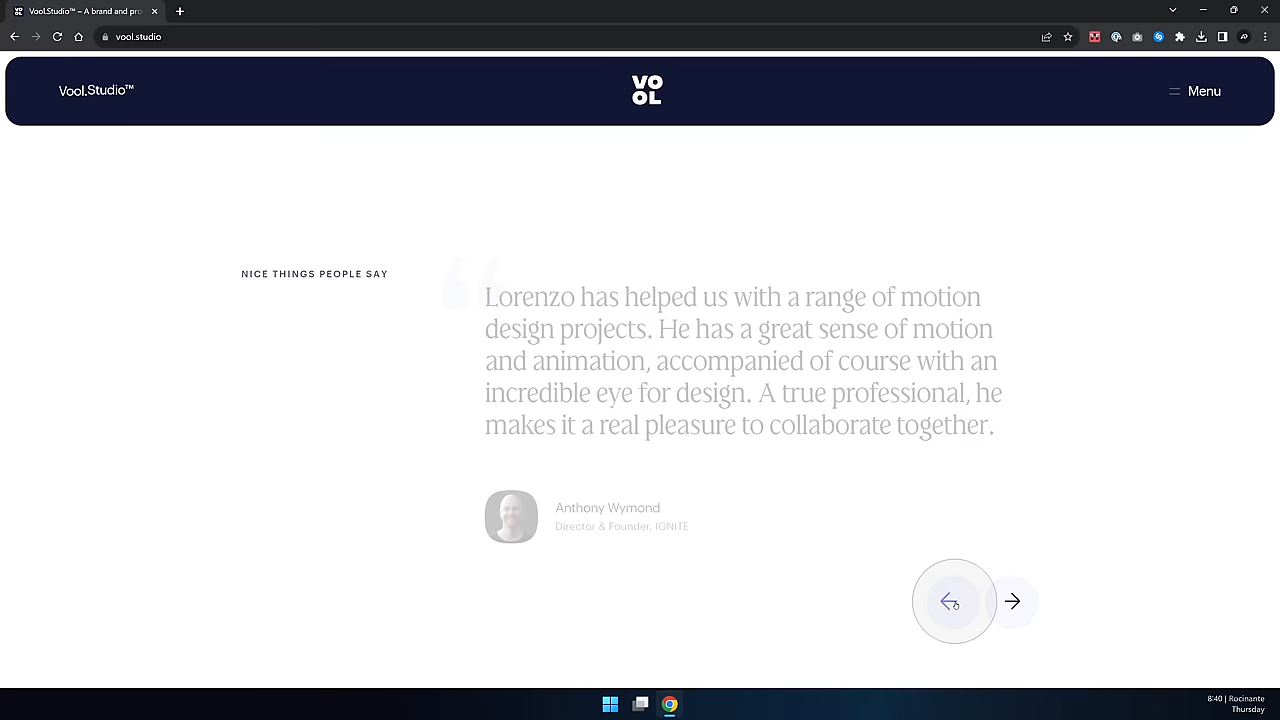 Vool.Studio™ – A brand and pro
vool.studio
Vool.Studio™
VO
OL
Menu
NICE THINGS PEOPLE SAY
“
Lorenzo has helped us with a range of motion
design projects. He has a great sense of motion
and animation, accompanied of course with an
incredible eye for design. A true professional, he
makes it a real pleasure to collaborate together.
Anthony Wymond
Director & Founder, IGNITE
8:40 | Rocinante
Thursday